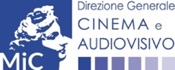 Direzione Generale
CINEMA e
AUDIOVISIVO
MiC